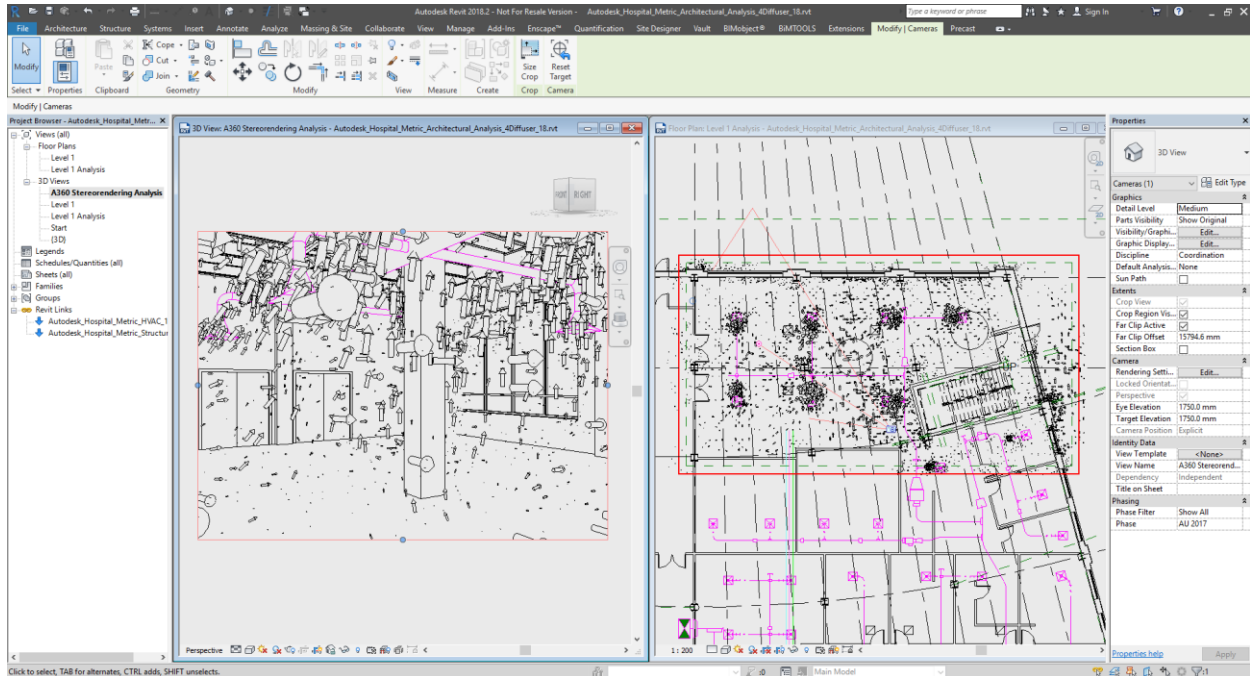 Autodesk Revit 2018.2 - Not For Resale Version - Autodesk_Hospital_Metric_Architectural_Analysis_4Diffuser_18.rvt
Type a keyword or phrase
Sign In
File Architecture Structure Systems Insert Annotate Analyze Massing & Site Collaborate View Manage Add-Ins Enscape™ Quantification Site Designer Vault BIMobject® BiMTOOLS Extensions Modify | Cameras Precast
Modify
Paste
Cope
Cut
Join
Size Crop
Reset Target
Select Properties Clipboard Geometry Modify View Measure Create Crop Camera
Modify | Cameras
Project Browser - Autodesk_Hospital_Metr...
Views (all)
Floor Plans
Level 1
Level 1 Analysis
3D Views
A360 Stereorendering Analysis
Level 1
Level 1 Analysis
Start
{3D}
Legends
Schedules/Quantities (all)
Sheets (all)
Families
Groups
Revit Links
Autodesk_Hospital_Metric_HVAC_1
Autodesk_Hospital_Metric_Structur
3D View: A360 Stereorendering Analysis - Autodesk_Hospital_Metric_Architectural_Analysis_4Diffuser_18.rvt
FRONT RIGHT
Perspective
Floor Plan: Level 1 Analysis - Autodesk_Hospital_Metric_Architectural_Analysis_4Diffuser_18.rvt
1 : 200
Properties
3D View
Cameras (1) Edit Type
Graphics
Detail Level Medium
Parts Visibility Show Original
Visibility/Graphi... Edit...
Graphic Display... Edit...
Discipline Coordination
Default Analysis... None
Sun Path
Extents
Crop View
Crop Region Vis...
Far Clip Active
Far Clip Offset 15794.6 mm
Section Box
Camera
Rendering Setti... Edit...
Locked Orientat...
Perspective
Eye Elevation 1750.0 mm
Target Elevation 1750.0 mm
Camera Position Explicit
Identity Data
View Template <None>
View Name A360 Stereorend...
Dependency Independent
Title on Sheet
Phasing
Phase Filter Show All
Phase AU 2017
Properties help Apply
Click to select, TAB for alternates, CTRL adds, SHIFT unselects.
:0
Main Model
:1